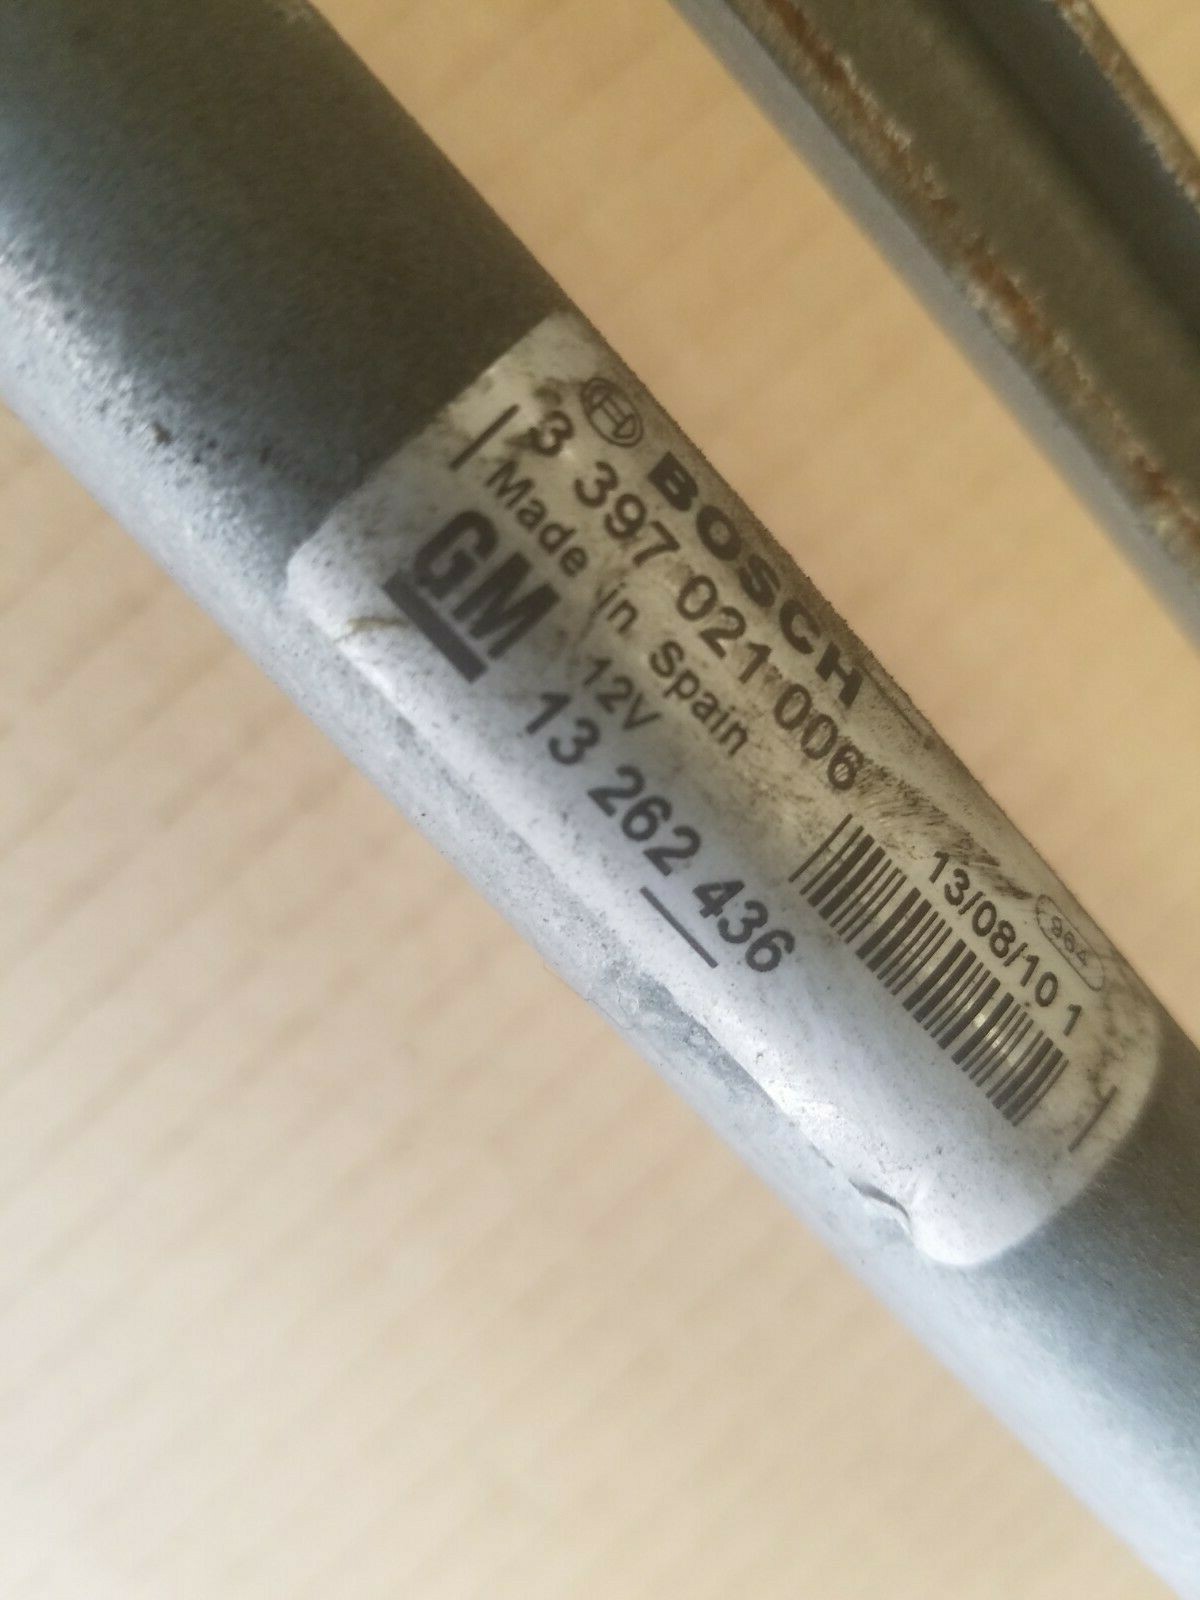 BOSCH
3 397 021 006
Made in Spain
12V
GM 13 262 436
964
13/08/10 1